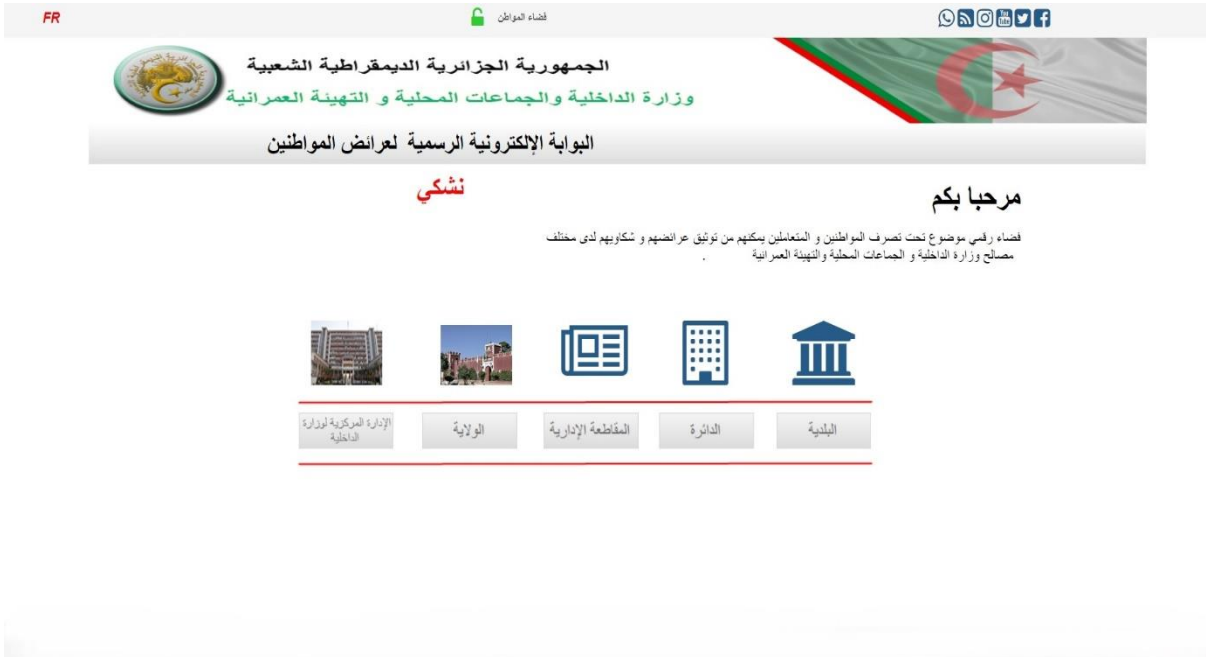 فضاء المواطن
FR
الجمهورية الجزائرية الديمقراطية الشعبية
وزارة الداخلية والجماعات المحلية و التهيئة العمرانية
البوابة الإلكترونية الرسمية لعرائض المواطنين
نشكي
مرحبا بكم
فضاء رقمي موضوع تحت تصرف المواطنين و المتعاملين يمكنهم من توثيق عرائضهم و شكاويهم لدى مختلف
مصالح وزارة الداخلية و الجماعات المحلية والتهيئة العمرانية .
البلدية
الدائرة
المقاطعة الإدارية
الولاية
الإدارة المركزية لوزارة
الداخلية